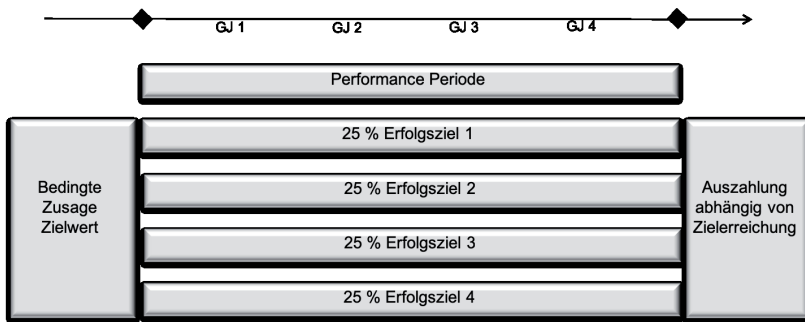 GJ 1 GJ 2 GJ 3 GJ 4
Performance Periode
25 % Erfolgsziel 1
Bedingte
Zusage
Zielwert
25 % Erfolgsziel 2
25 % Erfolgsziel 3
25 % Erfolgsziel 4
Auszahlung
abhängig von
Zielerreichung